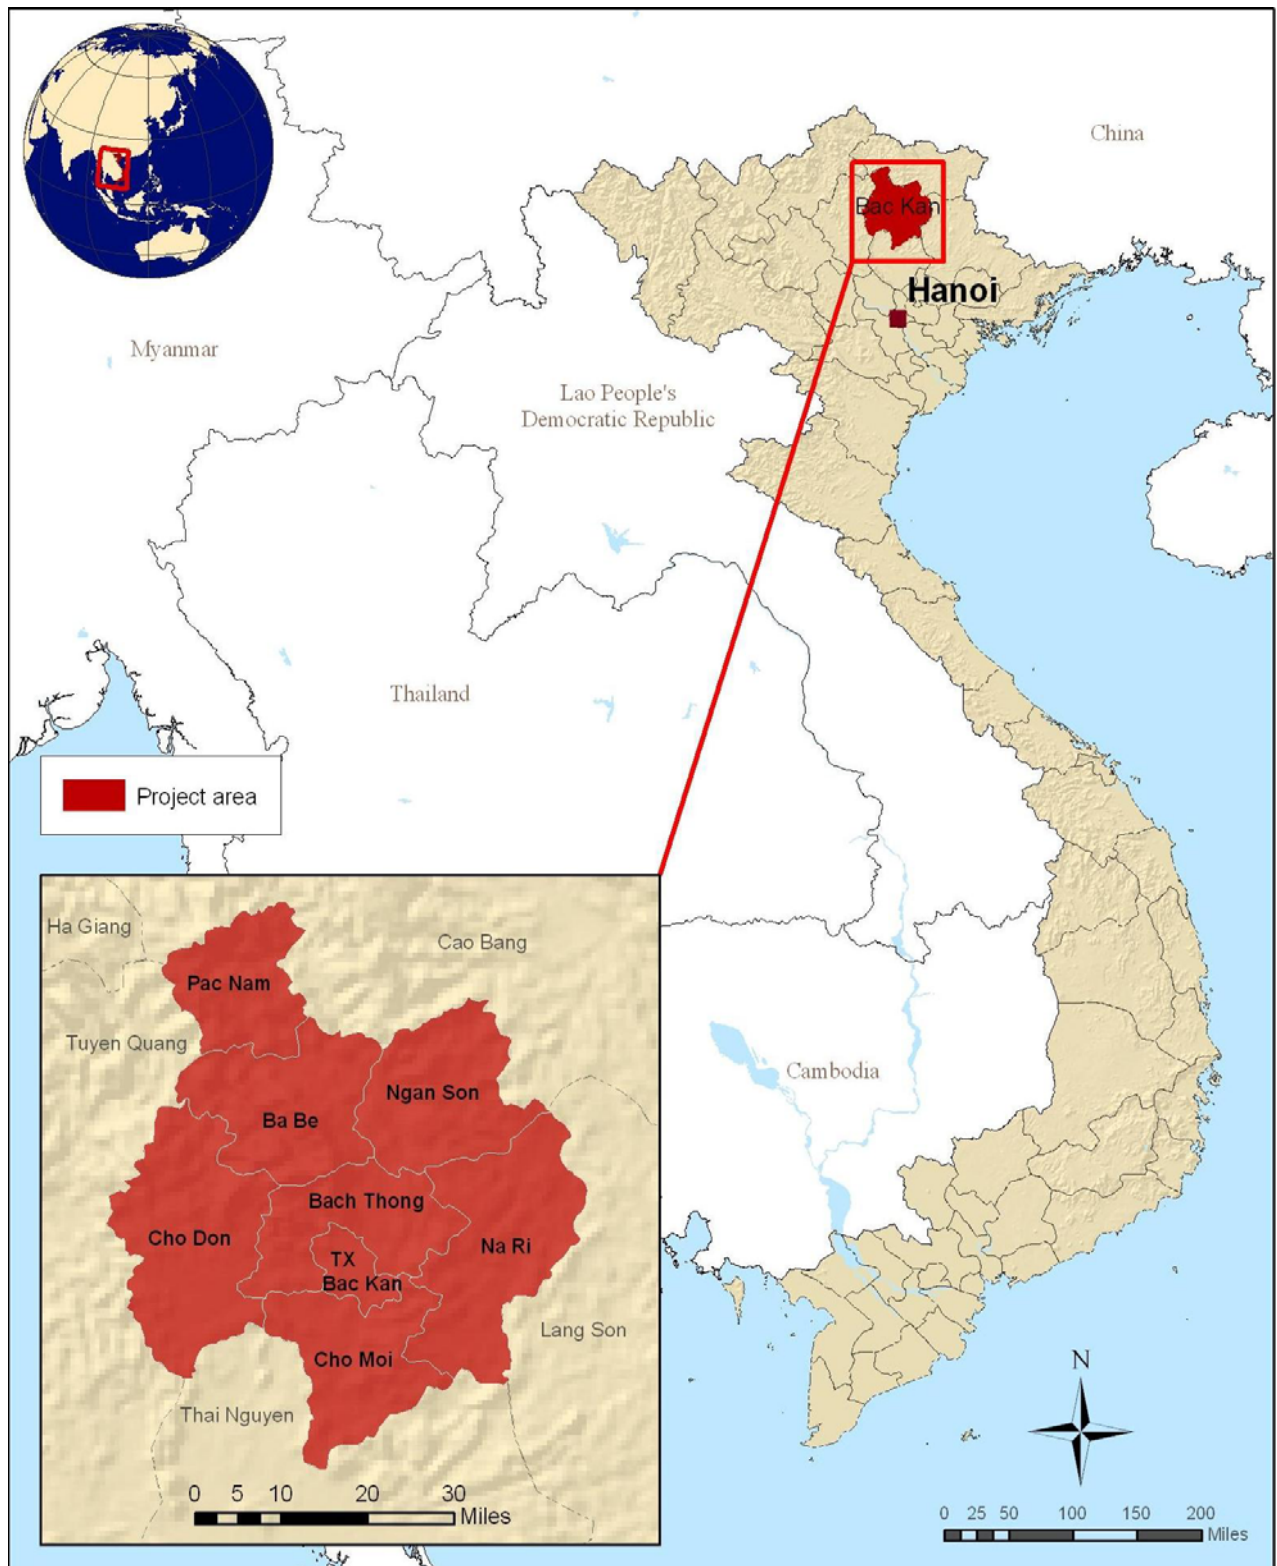 China
Bac Kan
Hanoi
Myanmar
Lao People's
Democratic Republic
Thailand
Project area
Ha Giang
Cao Bang
Pac Nam
Tuyen Quang
Ngan Son
Ba Be
Cambodia
Bach Thong
Cho Don
Na Ri
TX
Bac Kan
Lang Son
Cho Moi
Thai Nguyen
N
0 5 10 20 30
Miles
0 25 50 100 150 200
Miles